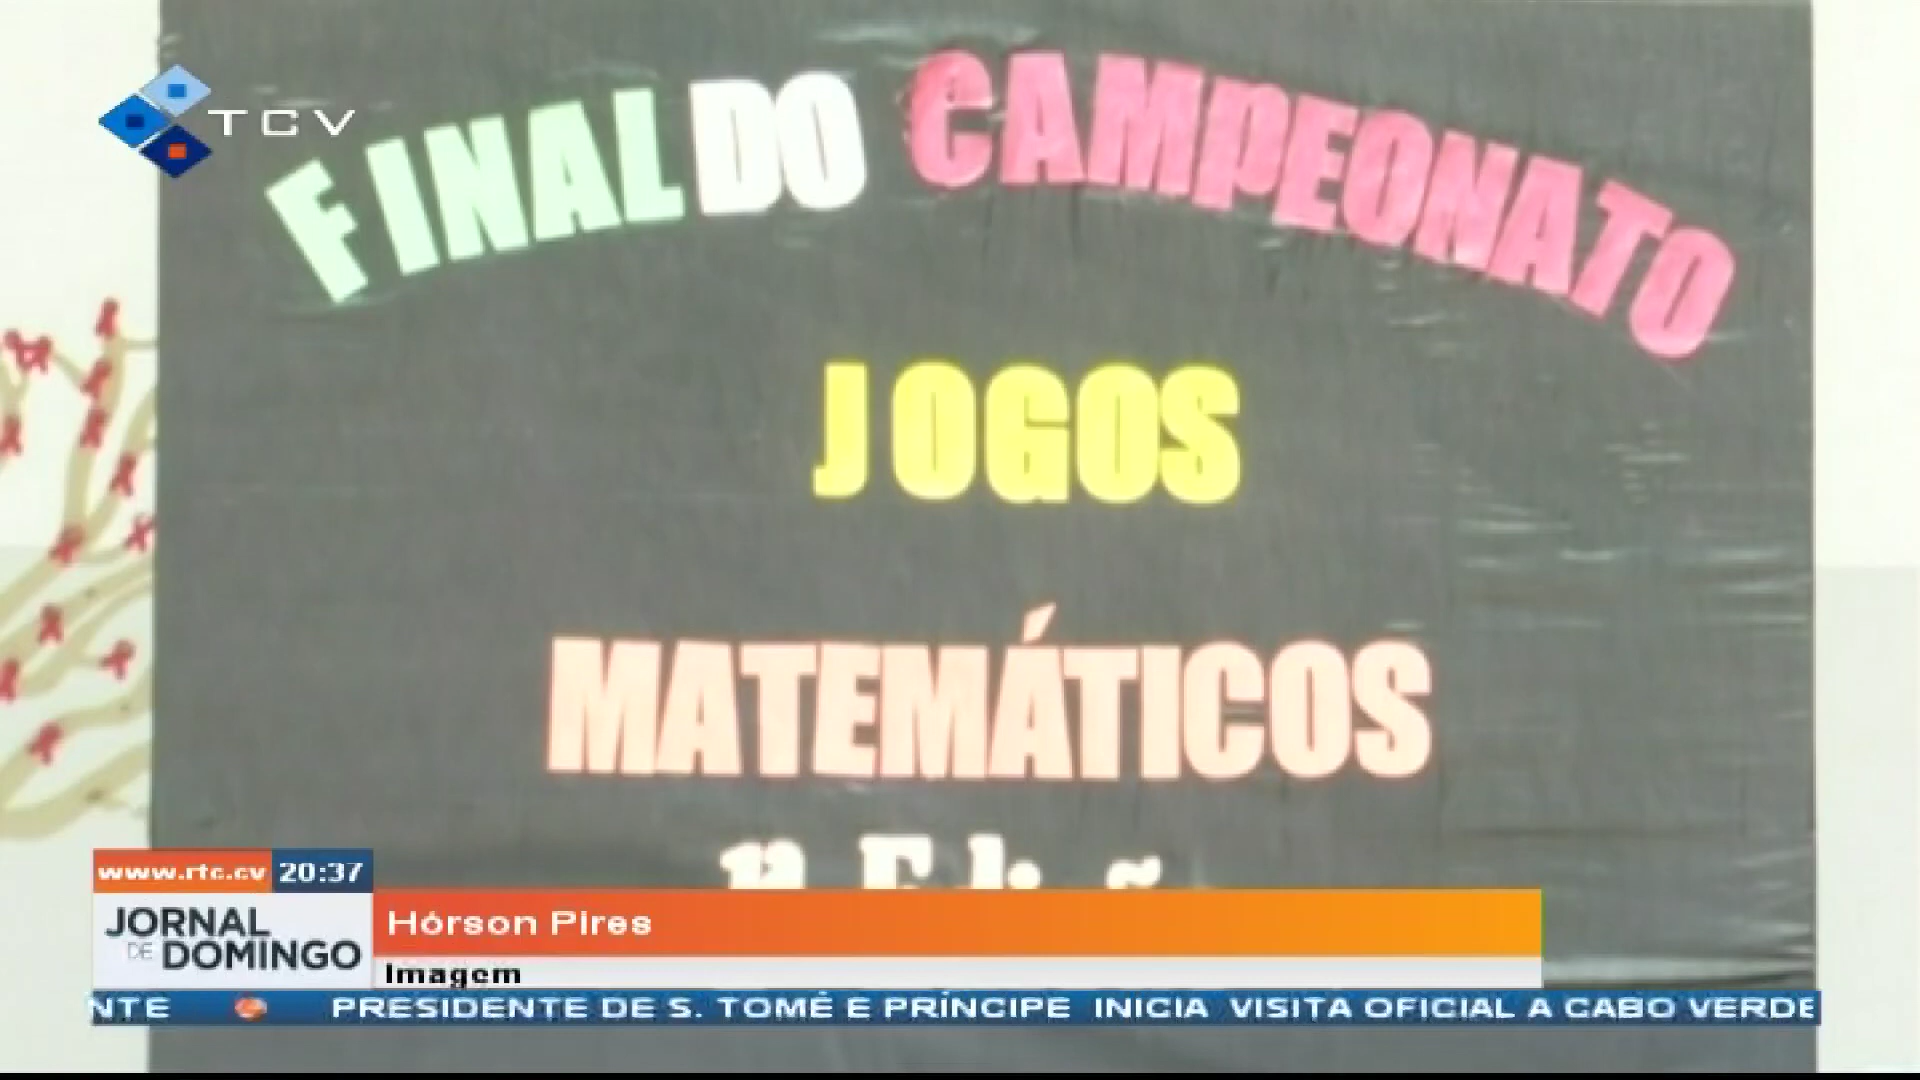 TCV
FINAL DO CAMPEONATO
JOGOS
MATEMÁTICOS
www.rtc.cv 20:37
JORNAL DE DOMINGO
Hórson Pires
Imagem
NTE PRESIDENTE DE S. TOMÉ E PRÍNCIPE INICIA VISITA OFICIAL A CABO VERDE